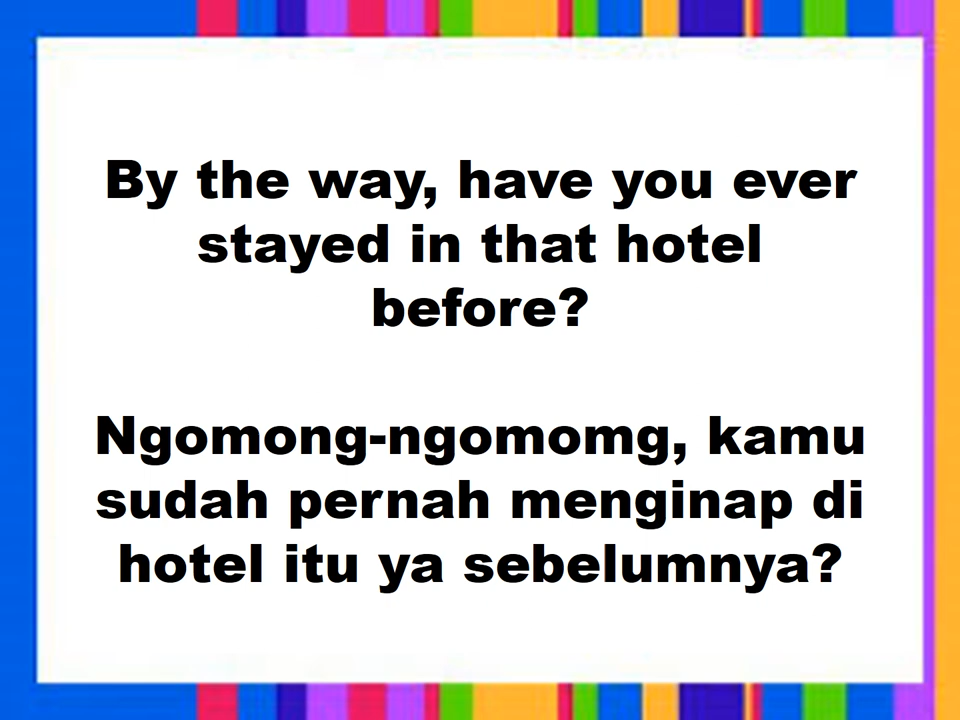 By the way, have you ever
stayed in that hotel
before?
Ngomong-ngomomg, kamu
sudah pernah menginap di
hotel itu ya sebelumnya?